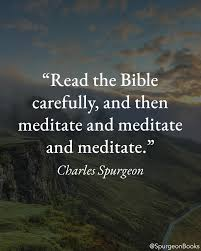 “Read the Bible
carefully, and then
meditate and meditate
and meditate.”
Charles Spurgeon
@SpurgeonBooks